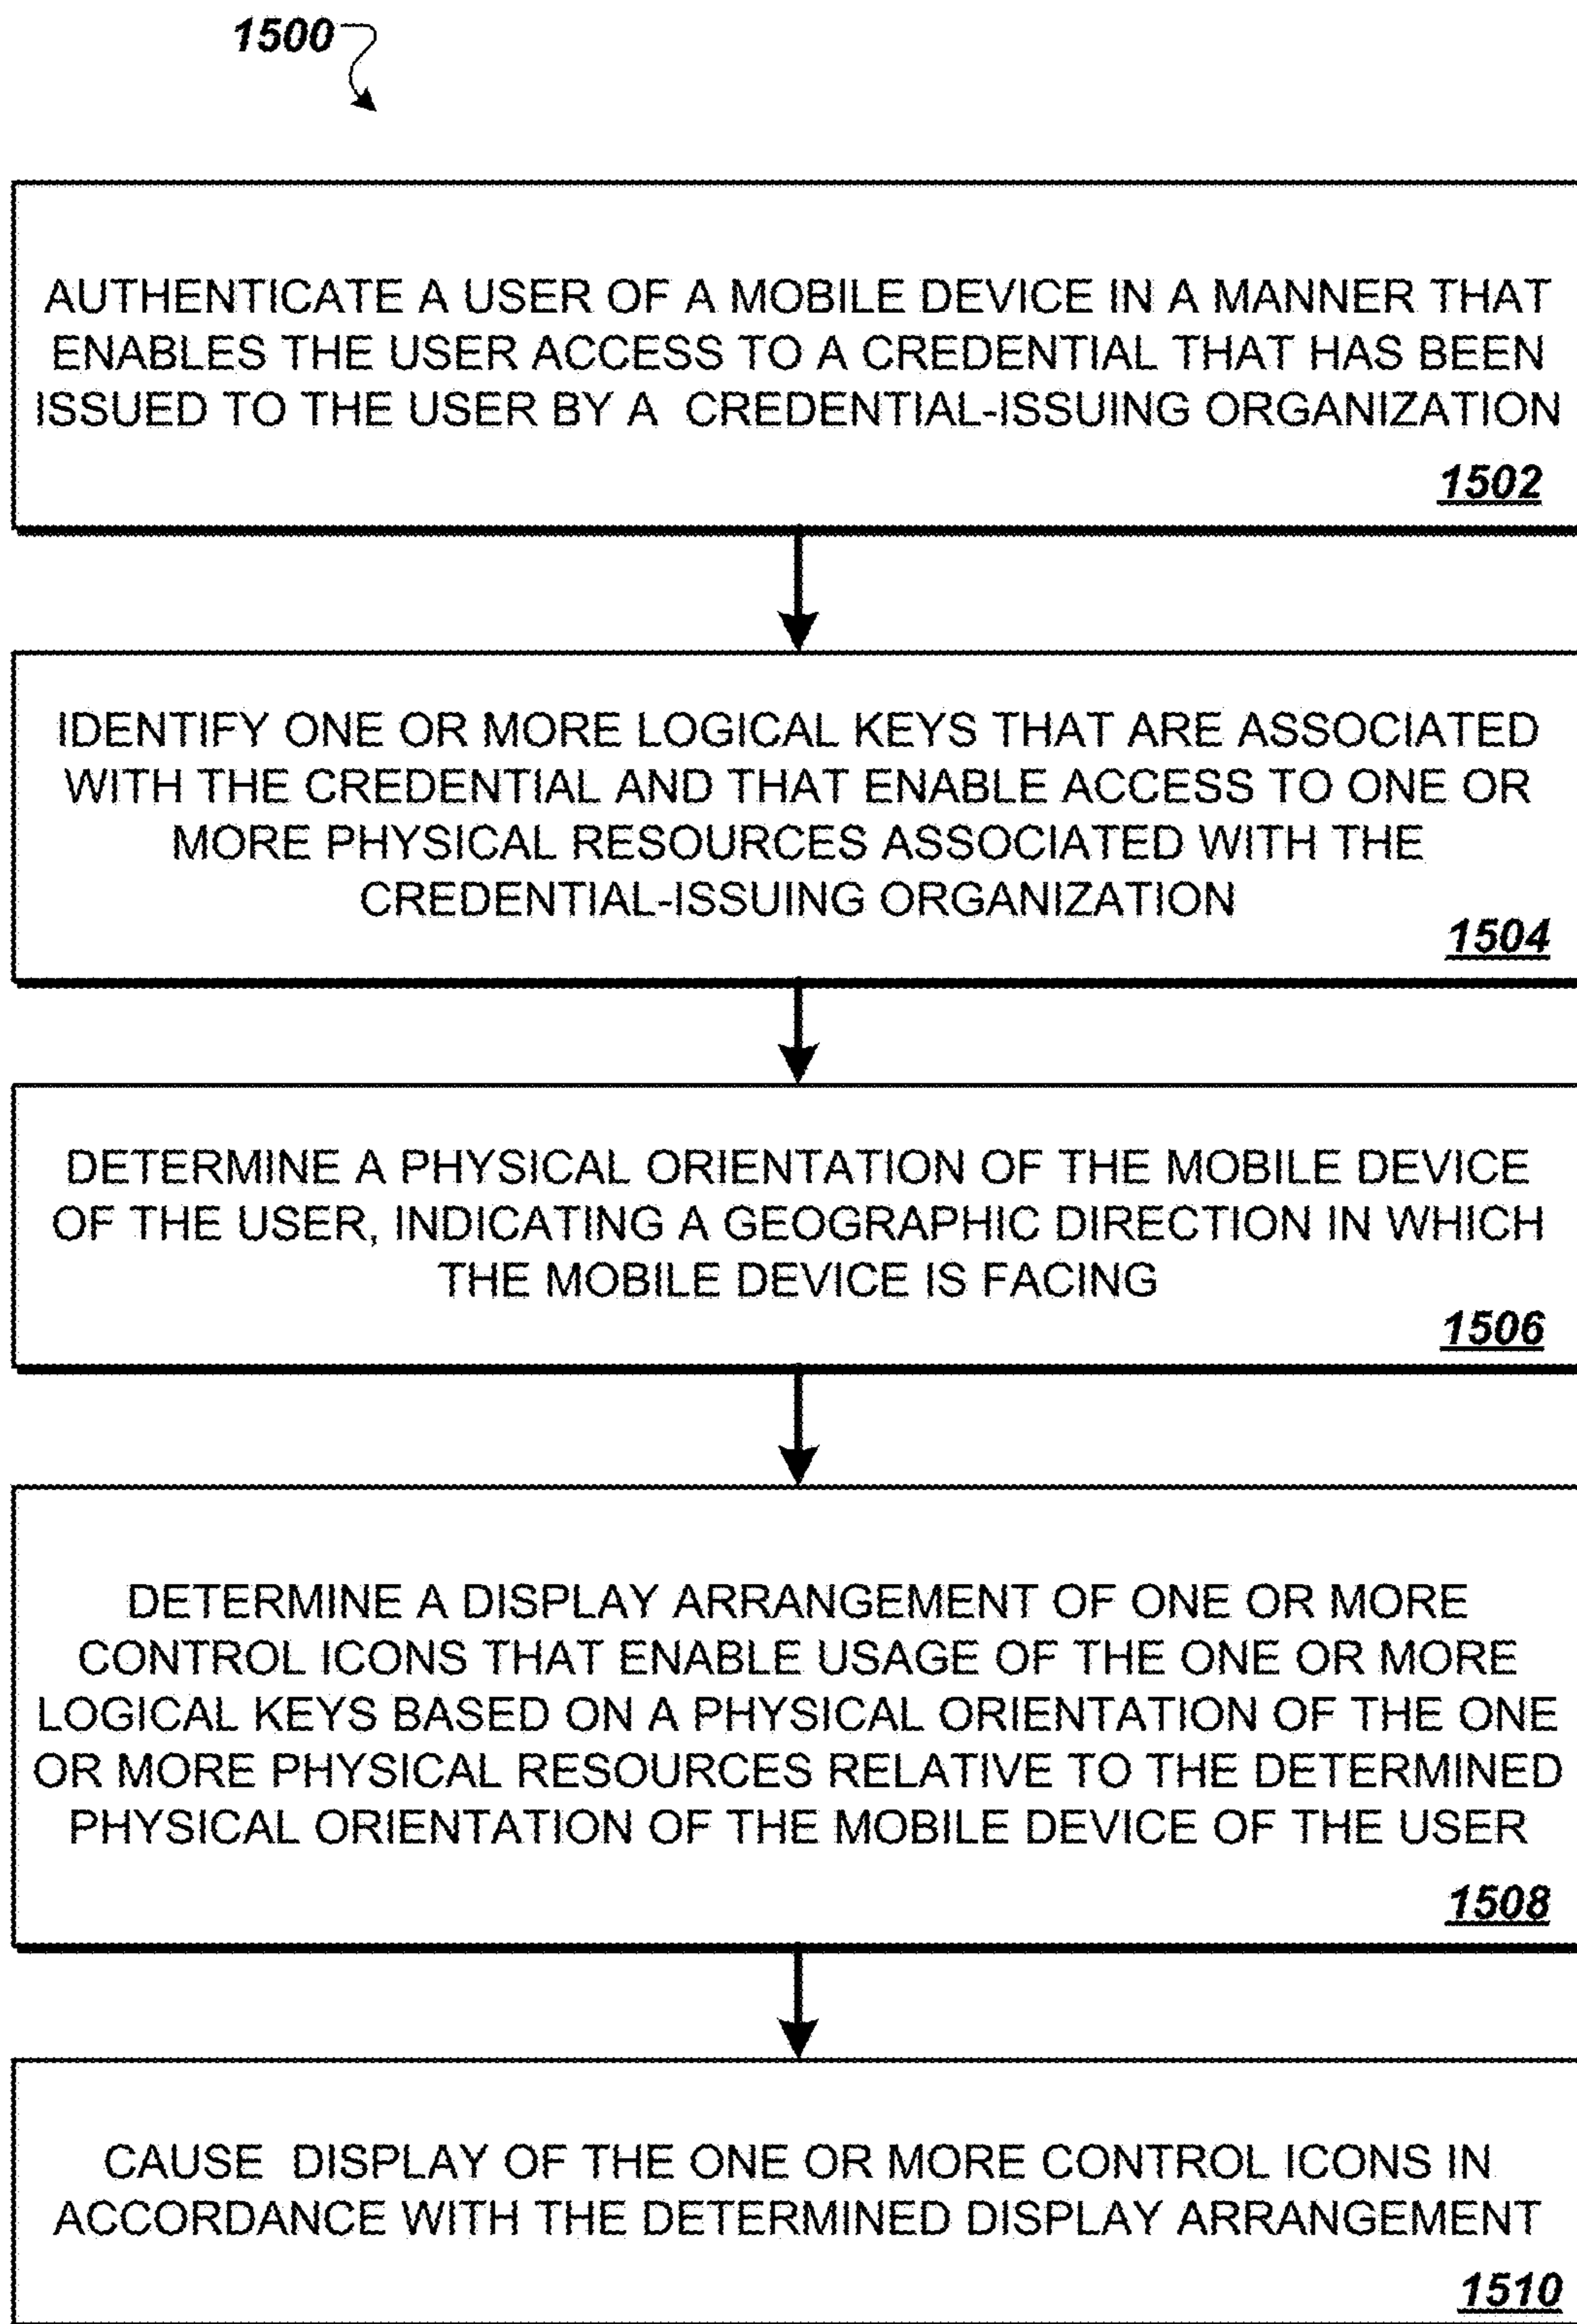 1500
AUTHENTICATE A USER OF A MOBILE DEVICE IN A MANNER THAT
ENABLES THE USER ACCESS TO A CREDENTIAL THAT HAS BEEN
ISSUED TO THE USER BY A CREDENTIAL-ISSUING ORGANIZATION
1502
IDENTIFY ONE OR MORE LOGICAL KEYS THAT ARE ASSOCIATED
WITH THE CREDENTIAL AND THAT ENABLE ACCESS TO ONE OR
MORE PHYSICAL RESOURCES ASSOCIATED WITH THE
CREDENTIAL-ISSUING ORGANIZATION
1504
DETERMINE A PHYSICAL ORIENTATION OF THE MOBILE DEVICE
OF THE USER, INDICATING A GEOGRAPHIC DIRECTION IN WHICH
THE MOBILE DEVICE IS FACING
1506
DETERMINE A DISPLAY ARRANGEMENT OF ONE OR MORE
CONTROL ICONS THAT ENABLE USAGE OF THE ONE OR MORE
LOGICAL KEYS BASED ON A PHYSICAL ORIENTATION OF THE ONE
OR MORE PHYSICAL RESOURCES RELATIVE TO THE DETERMINED
PHYSICAL ORIENTATION OF THE MOBILE DEVICE OF THE USER
1508
CAUSE DISPLAY OF THE ONE OR MORE CONTROL ICONS IN
ACCORDANCE WITH THE DETERMINED DISPLAY ARRANGEMENT
1510